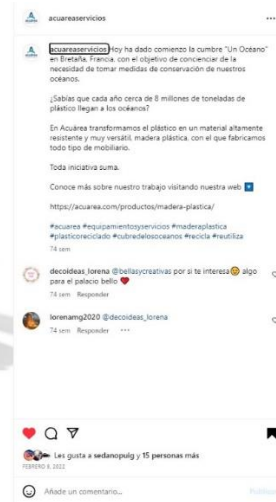 acuareaservicios
acuareaservicios Hoy ha dado comienzo la cumbre "Un Océano"
en Bretaña, Francia, con el objetivo de concienciar de la
necesidad de tomar medidas de conservación de nuestros
océanos.
¿Sabías que cada año cerca de 8 millones de toneladas de
plástico llegan a los océanos?
En Acuárea transformamos el plástico en un material altamente
resistente y muy versátil, madera plástica, con el que fabricamos
todo tipo de mobiliario.
Toda iniciativa suma.
Conoce más sobre nuestro trabajo visitando nuestra web ⬇️
https://acuarea.com/productos/madera-plastica/
#acuarea #equipamientosyservicios #maderaplastica
#plasticoreciclado #cubredelosoceanos #recicla #reutiliza
74 sem
decoideas_lorena @bellasycreativas por si te interesa algo
para el palacio bello ❤️
74 sem Responder
lorenamg2020 @decoideas_lorena
74 sem Responder ···
Les gusta a sedanopuig y 15 personas más
FEBRERO 9, 2022
Añade un comentario... Publicar